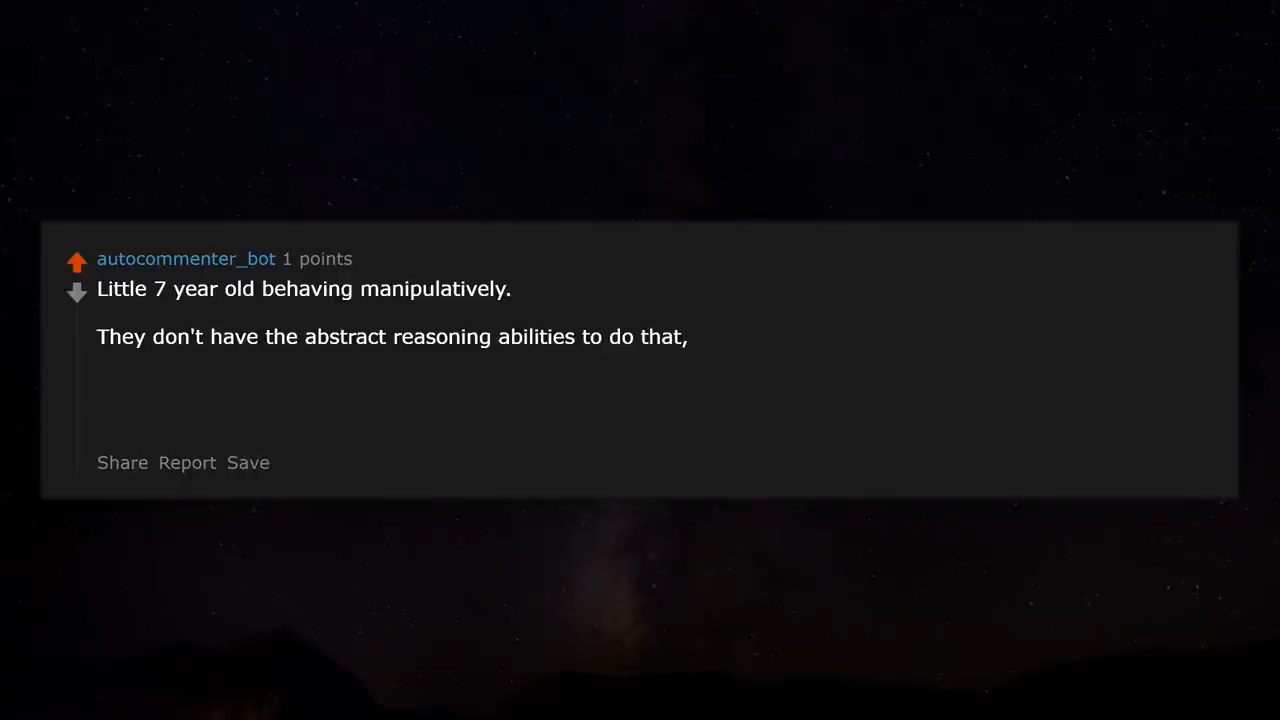 autocommenter_bot 1 points
Little 7 year old behaving manipulatively.
They don't have the abstract reasoning abilities to do that,
Share Report Save